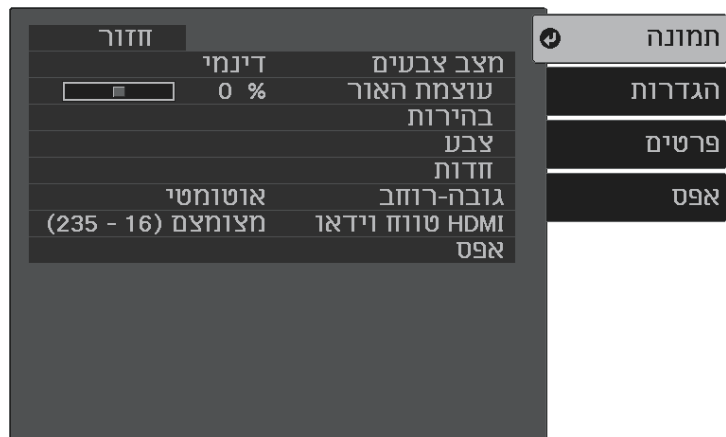 תמונה
הגדרות
פרטים
אפס
חזור
מצב צבעים דינמי
עוצמת האור % 0
בהירות
צבע
חדות
גובה-רוחב אוטומטי
HDMI טווח וידאו מצומצם (16 - 235)
אפס